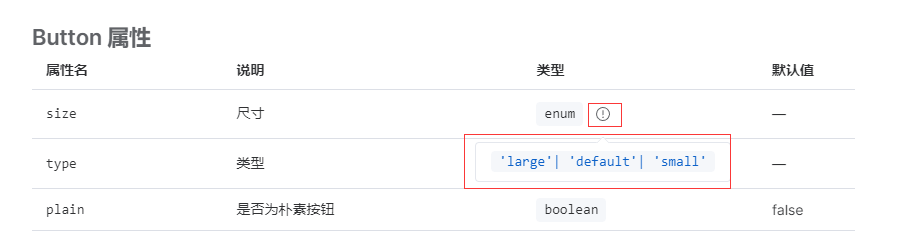 Button 属性
属性名 说明 类型 默认值
size 尺寸 enum —
type 类型 'large'| 'default'| 'small' —
plain 是否为朴素按钮 boolean false